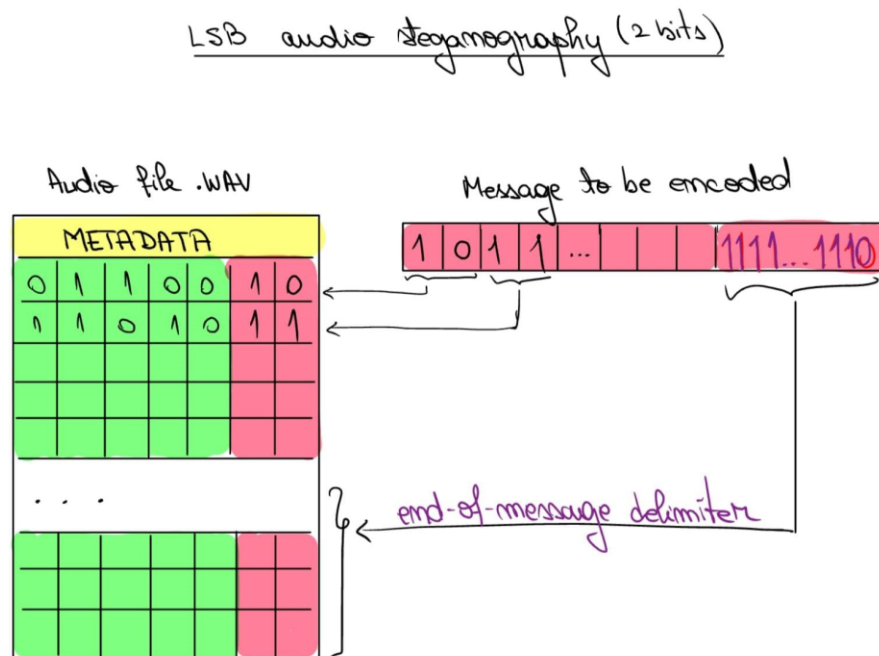 LSB audio steganography (2 bits)
Audio file .WAV
Message to be encoded
METADATA
1 0 1 1 ... 1111...1110
0 1 1 0 0 1 0
1 1 0 1 0 1 1
. . .
end-of-message delimiter